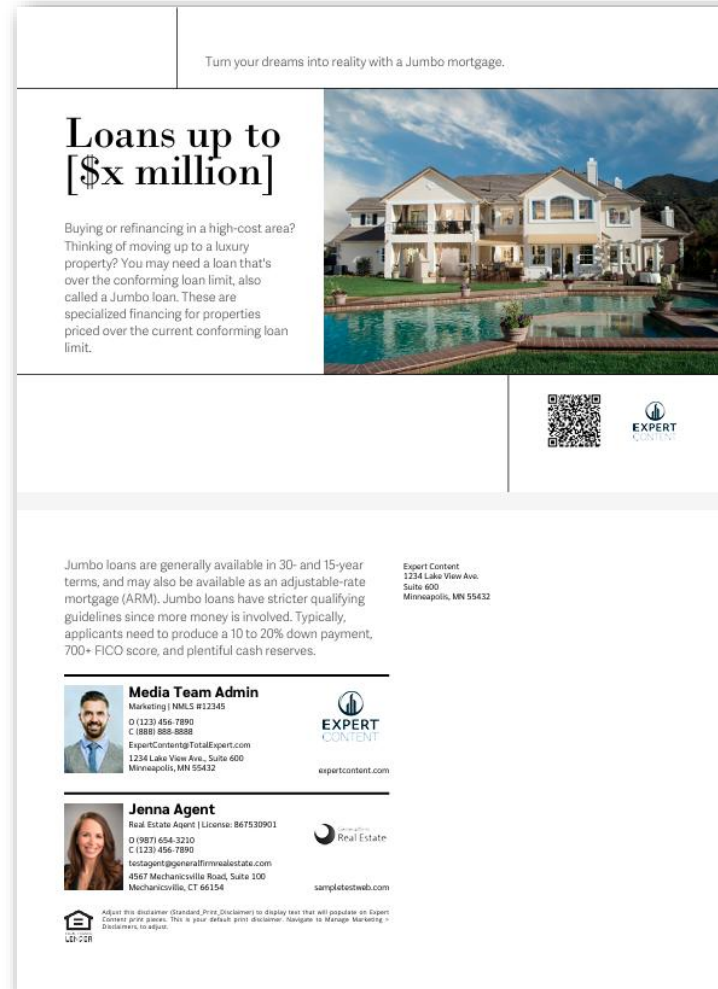 Turn your dreams into reality with a Jumbo mortgage.
Loans up to
[$x million]
Buying or refinancing in a high-cost area?
Thinking of moving up to a luxury
property? You may need a loan that's
over the conforming loan limit, also
called a Jumbo loan. These are
specialized financing for properties
priced over the current conforming loan
limit.
EXPERT
CONTENT
Jumbo loans are generally available in 30- and 15-year
terms, and may also be available as an adjustable-rate
mortgage (ARM). Jumbo loans have stricter qualifying
guidelines since more money is involved. Typically,
applicants need to produce a 10 to 20% down payment,
700+ FICO score, and plentiful cash reserves.
Expert Content
1234 Lake View Ave.
Suite 600
Minneapolis, MN 55432
Media Team Admin
Marketing | NMLS #12345
O (123) 456-7890
C (888) 888-8888
ExpertContent@TotalExpert.com
1234 Lake View Ave., Suite 600
Minneapolis, MN 55432
EXPERT
CONTENT
expertcontent.com
Jenna Agent
Real Estate Agent | License: 867530901
O (987) 654-3210
C (123) 456-7890
testagent@generalfirmrealestate.com
4567 Mechanicsville Road, Suite 100
Mechanicsville, CT 66154
Real Estate
sampletestweb.com
Adjust this disclaimer (Standard_Print_Disclaimer) to display text that will populate on Expert
Content print pieces. This is your default print disclaimer. Navigate to Manage Marketing >
Disclaimers, to adjust.
LENDER